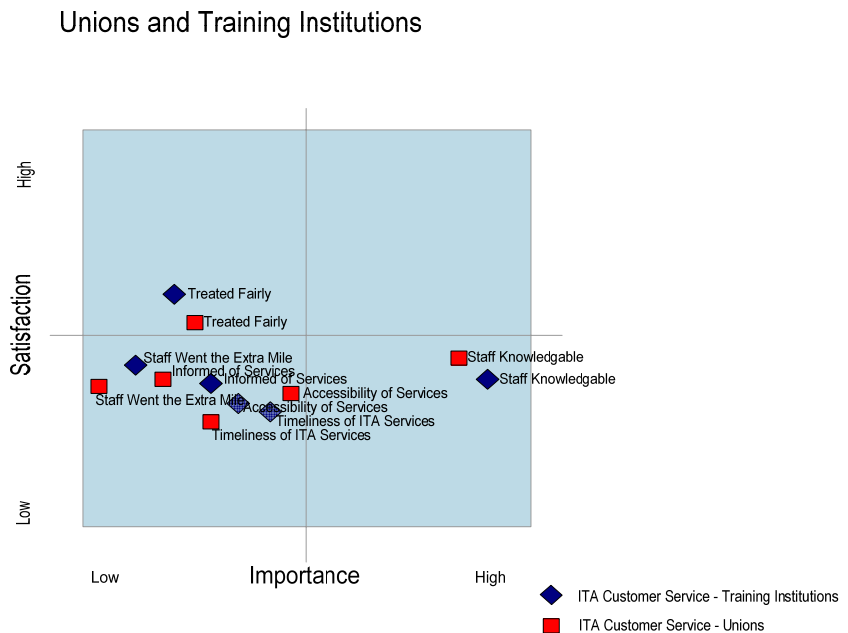 Unions and Training Institutions
High
Satisfaction
Low
Treated Fairly
Treated Fairly
Staff Went the Extra Mile
Staff Knowledgable
Informed of Services
Informed of Services
Staff Knowledgable
Accessibility of Services
Staff Went the Extra Mile
Accessibility of Services
Timeliness of ITA Services
Timeliness of ITA Services
Low
Importance
High
ITA Customer Service - Training Institutions
ITA Customer Service - Unions